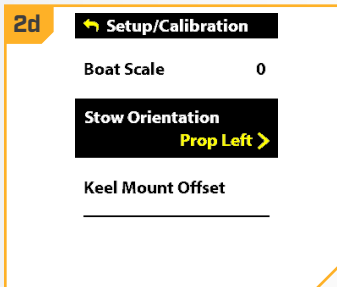 2d
Setup/Calibration
Boat Scale 0
Stow Orientation
Prop Left >
Keel Mount Offset